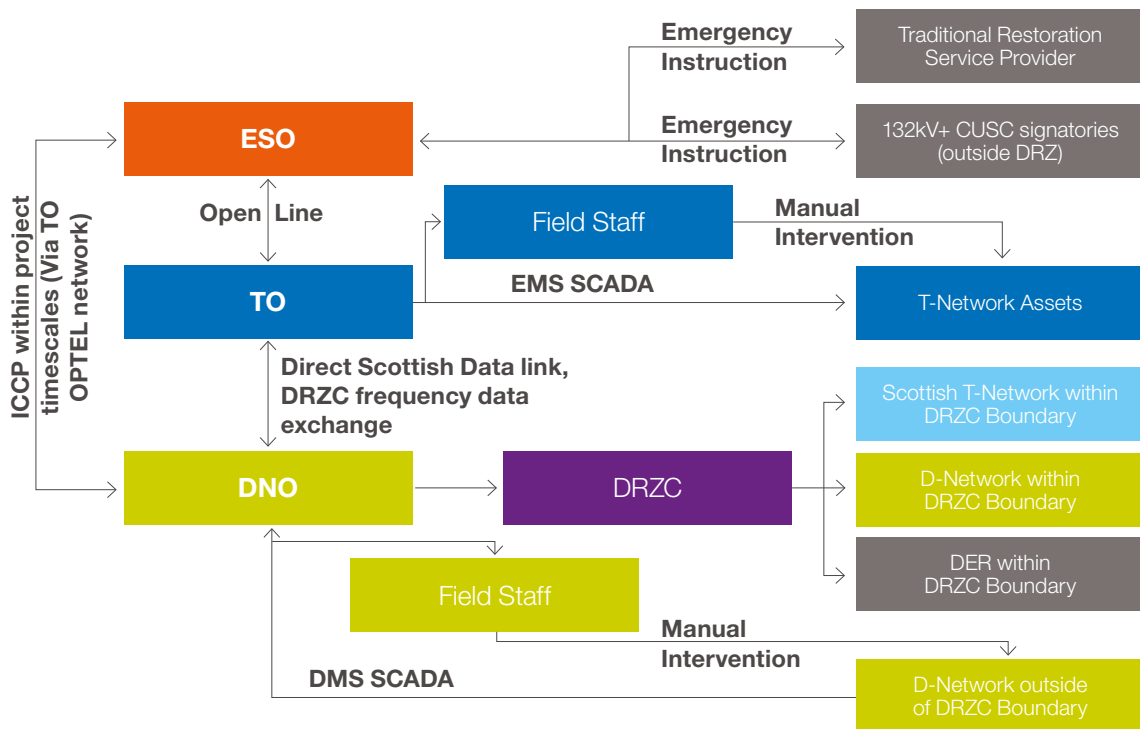 Emergency
Instruction
Traditional Restoration
Service Provider
ESO
Emergency
Instruction
132kV+ CUSC signatories
(outside DRZ)
ICCP within project
timescales (Via TO
OPTEL network)
Open Line
Field Staff
Manual
Intervention
TO
EMS SCADA
T-Network Assets
Direct Scottish Data link,
DRZC frequency data
exchange
Scottish T-Network within
DRZC Boundary
DNO
DRZC
D-Network within
DRZC Boundary
DER within
DRZC Boundary
Field Staff
Manual
Intervention
DMS SCADA
D-Network outside
of DRZC Boundary